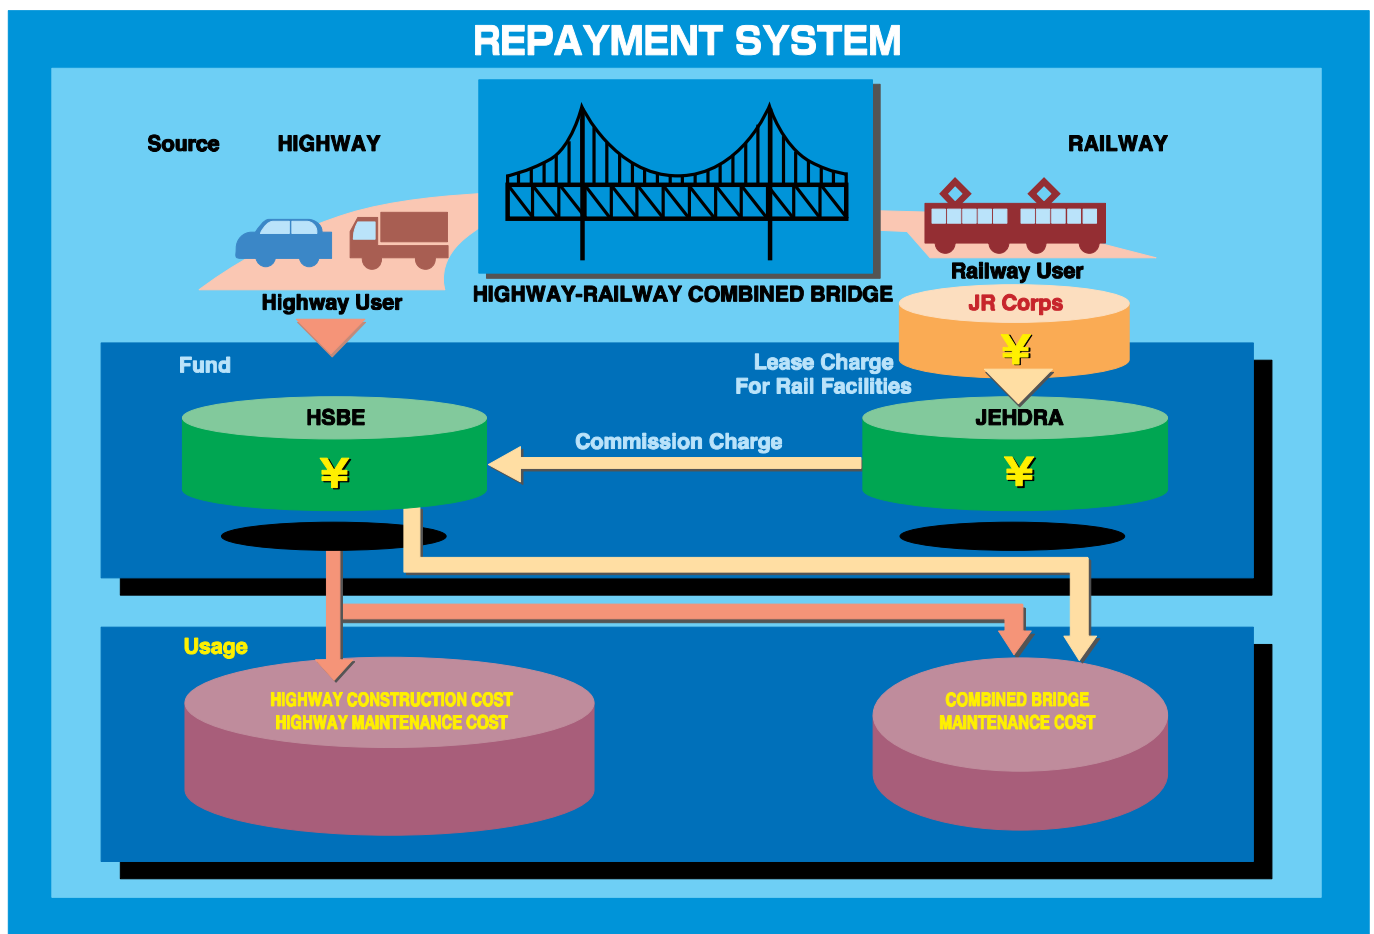 REPAYMENT SYSTEM
Source
HIGHWAY
RAILWAY
Railway User
Highway User
HIGHWAY-RAILWAY COMBINED BRIDGE
JR Corps
¥
Fund
Lease Charge
For Rail Facilities
HSBE
¥
Commission Charge
JEHDRA
¥
Usage
HIGHWAY CONSTRUCTION COST
HIGHWAY MAINTENANCE COST
COMBINED BRIDGE
MAINTENANCE COST